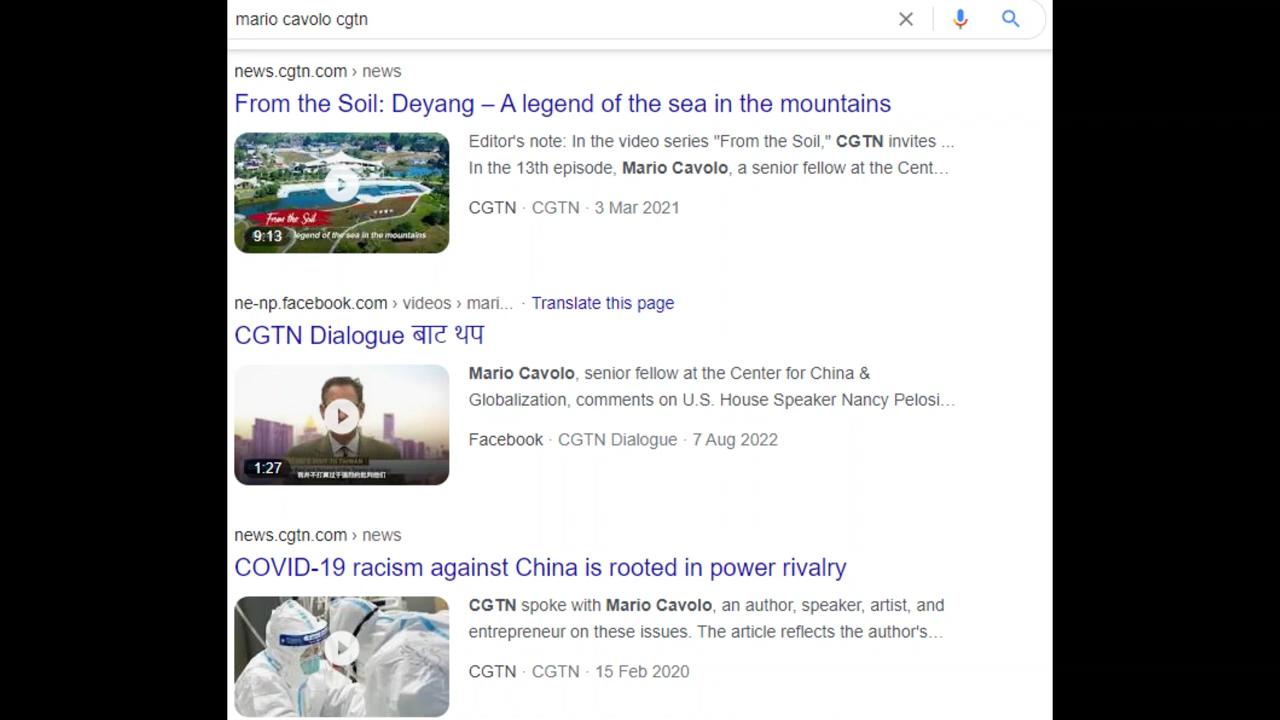 mario cavolo cgtn
news.cgtn.com › news
From the Soil: Deyang – A legend of the sea in the mountains
Editor's note: In the video series "From the Soil," CGTN invites ...
In the 13th episode, Mario Cavolo, a senior fellow at the Cent...
From the Soil
9:13
legend of the sea in the mountains
CGTN · CGTN · 3 Mar 2021
ne-np.facebook.com › videos › mari... · Translate this page
CGTN Dialogue बाट थप
Mario Cavolo, senior fellow at the Center for China &
Globalization, comments on U.S. House Speaker Nancy Pelosi...
1:27
Facebook · CGTN Dialogue · 7 Aug 2022
news.cgtn.com › news
COVID-19 racism against China is rooted in power rivalry
CGTN spoke with Mario Cavolo, an author, speaker, artist, and
entrepreneur on these issues. The article reflects the author's...
CGTN · CGTN · 15 Feb 2020